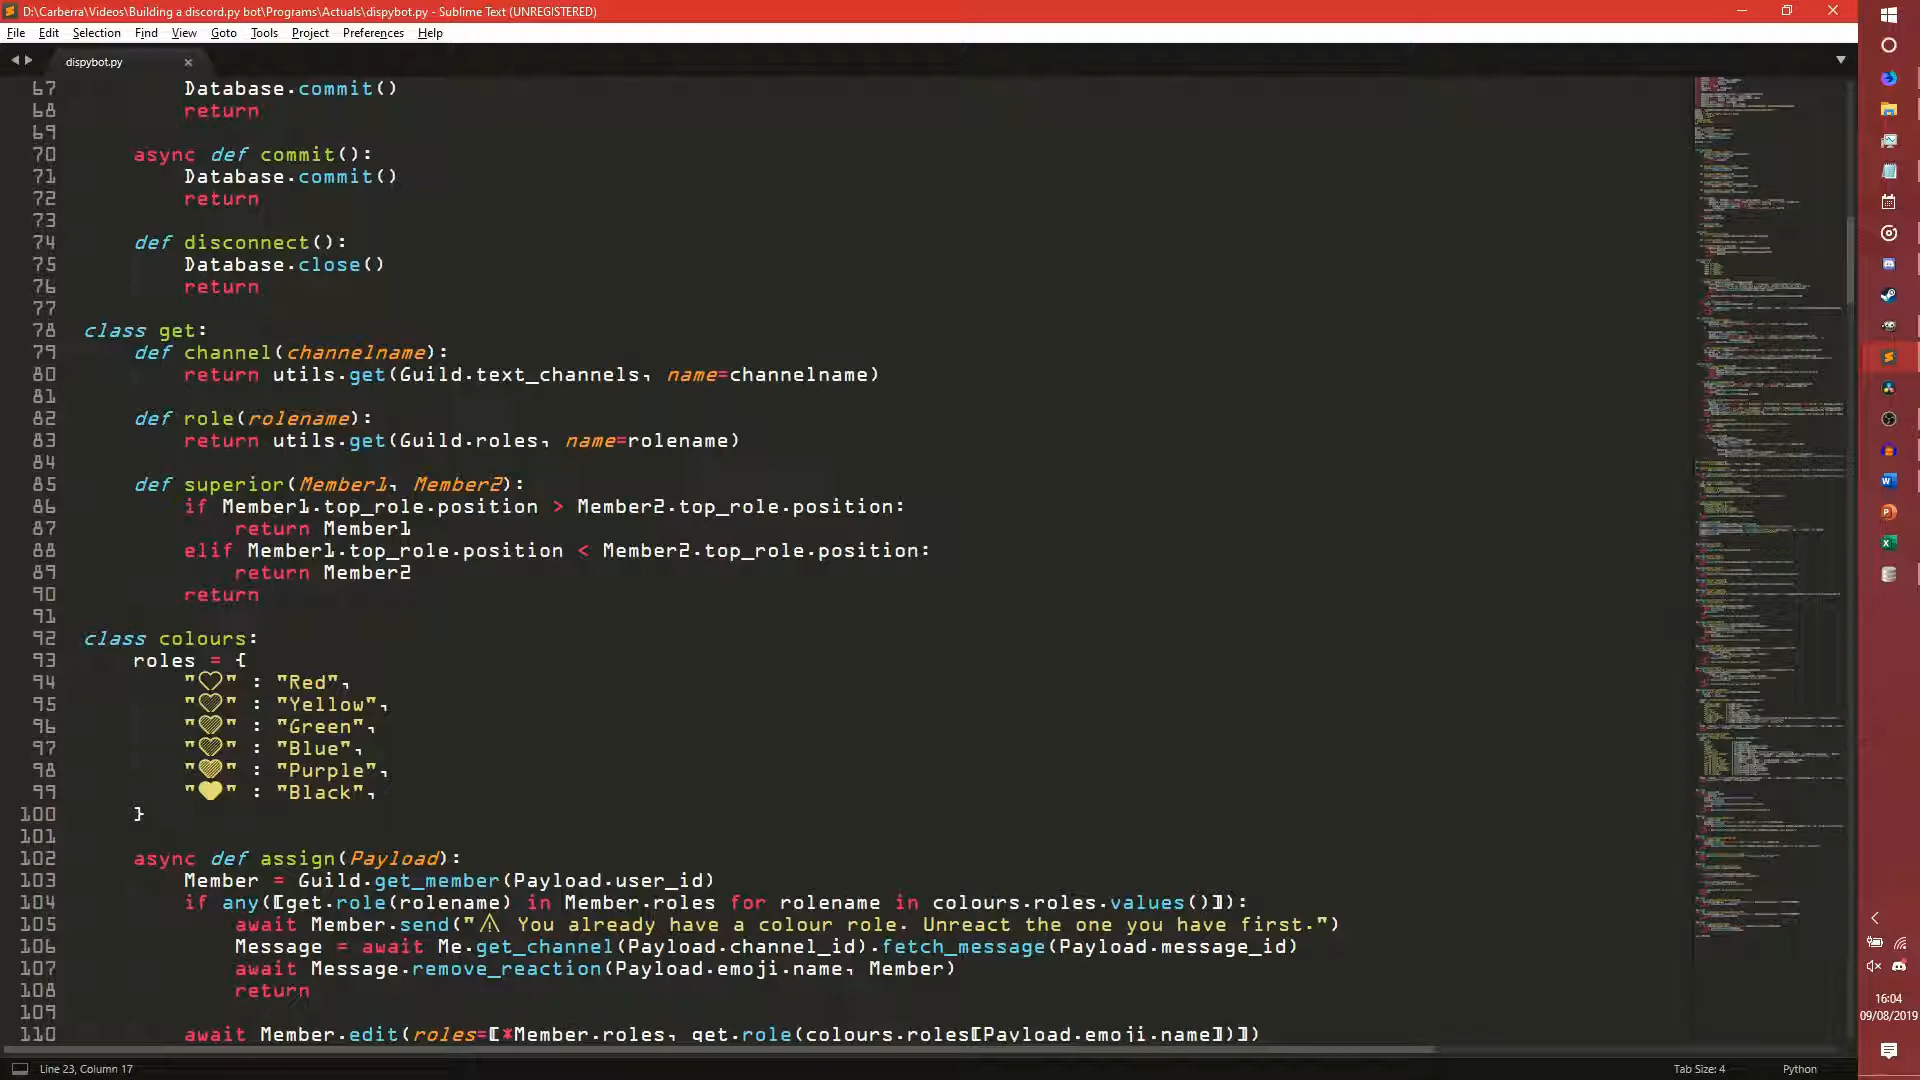 D:\Carberra\Videos\Building a discord.py bot\Programs\Actuals\dispybot.py - Sublime Text (UNREGISTERED)
File Edit Selection Find View Goto Tools Project Preferences Help
dispybot.py
67 Database.commit()
68 return
69
70 async def commit():
71 Database.commit()
72 return
73
74 def disconnect():
75 Database.close()
76 return
77
78 class get:
79 def channel(channelname):
80 return utils.get(Guild.text_channels, name=channelname)
81
82 def role(rolename):
83 return utils.get(Guild.roles, name=rolename)
84
85 def superior(Member1, Member2):
86 if Member1.top_role.position > Member2.top_role.position:
87 return Member1
88 elif Member1.top_role.position < Member2.top_role.position:
89 return Member2
90 return
91
92 class colours:
93 roles = {
94 "♡" : "Red",
95 "♡" : "Yellow",
96 "♡" : "Green",
97 "♡" : "Blue",
98 "♡" : "Purple",
99 "♥" : "Black",
100 }
101
102 async def assign(Payload):
103 Member = Guild.get_member(Payload.user_id)
104 if any([get.role(rolename) in Member.roles for rolename in colours.roles.values()]):
105 await Member.send("⚠ You already have a colour role. Unreact the one you have first.")
106 Message = await Me.get_channel(Payload.channel_id).fetch_message(Payload.message_id)
107 await Message.remove_reaction(Payload.emoji.name, Member)
108 return
109
110 await Member.edit(roles=[*Member.roles, get.role(colours.roles[Payload.emoji.name])])
Line 23, Column 17
Tab Size: 4
Python
16:04
09/08/2019